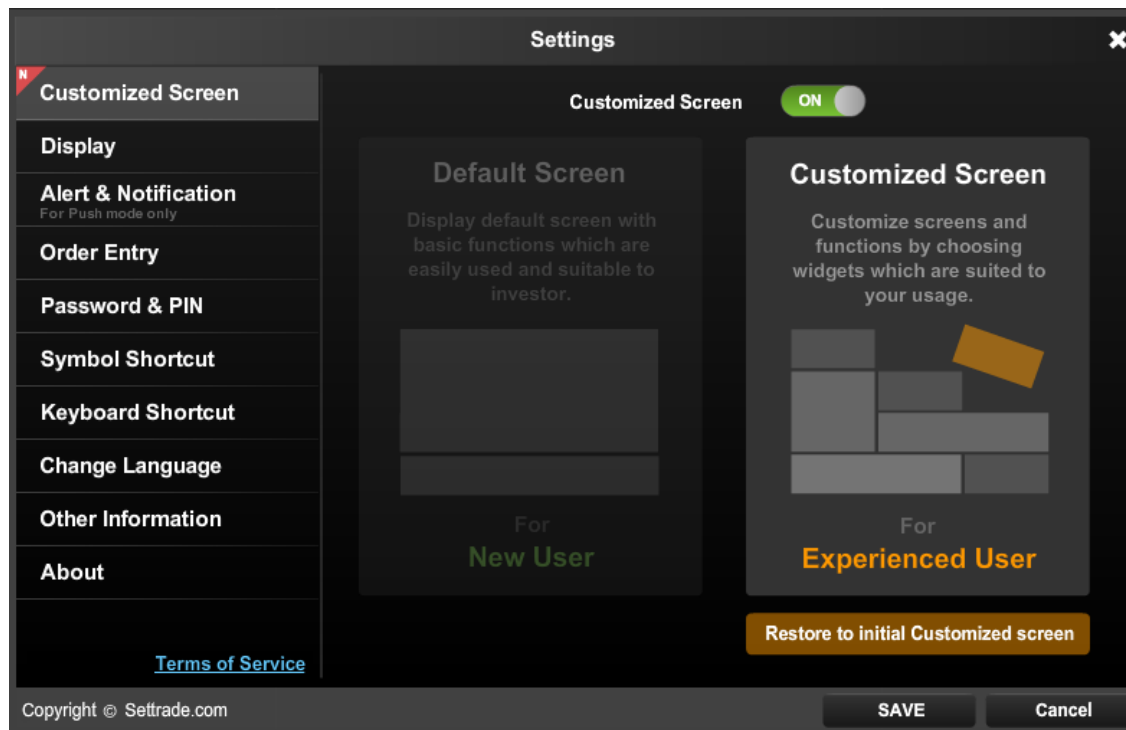 Settings
N
Customized Screen
Display
Alert & Notification
For Push mode only
Order Entry
Password & PIN
Symbol Shortcut
Keyboard Shortcut
Change Language
Other Information
About
Terms of Service
Customized Screen ON
Default Screen
Display default screen with
basic functions which are
easily used and suitable to
investor.
For
New User
Customized Screen
Customize screens and
functions by choosing
widgets which are suited to
your usage.
For
Experienced User
Restore to initial Customized screen
Copyright © Settrade.com
SAVE
Cancel